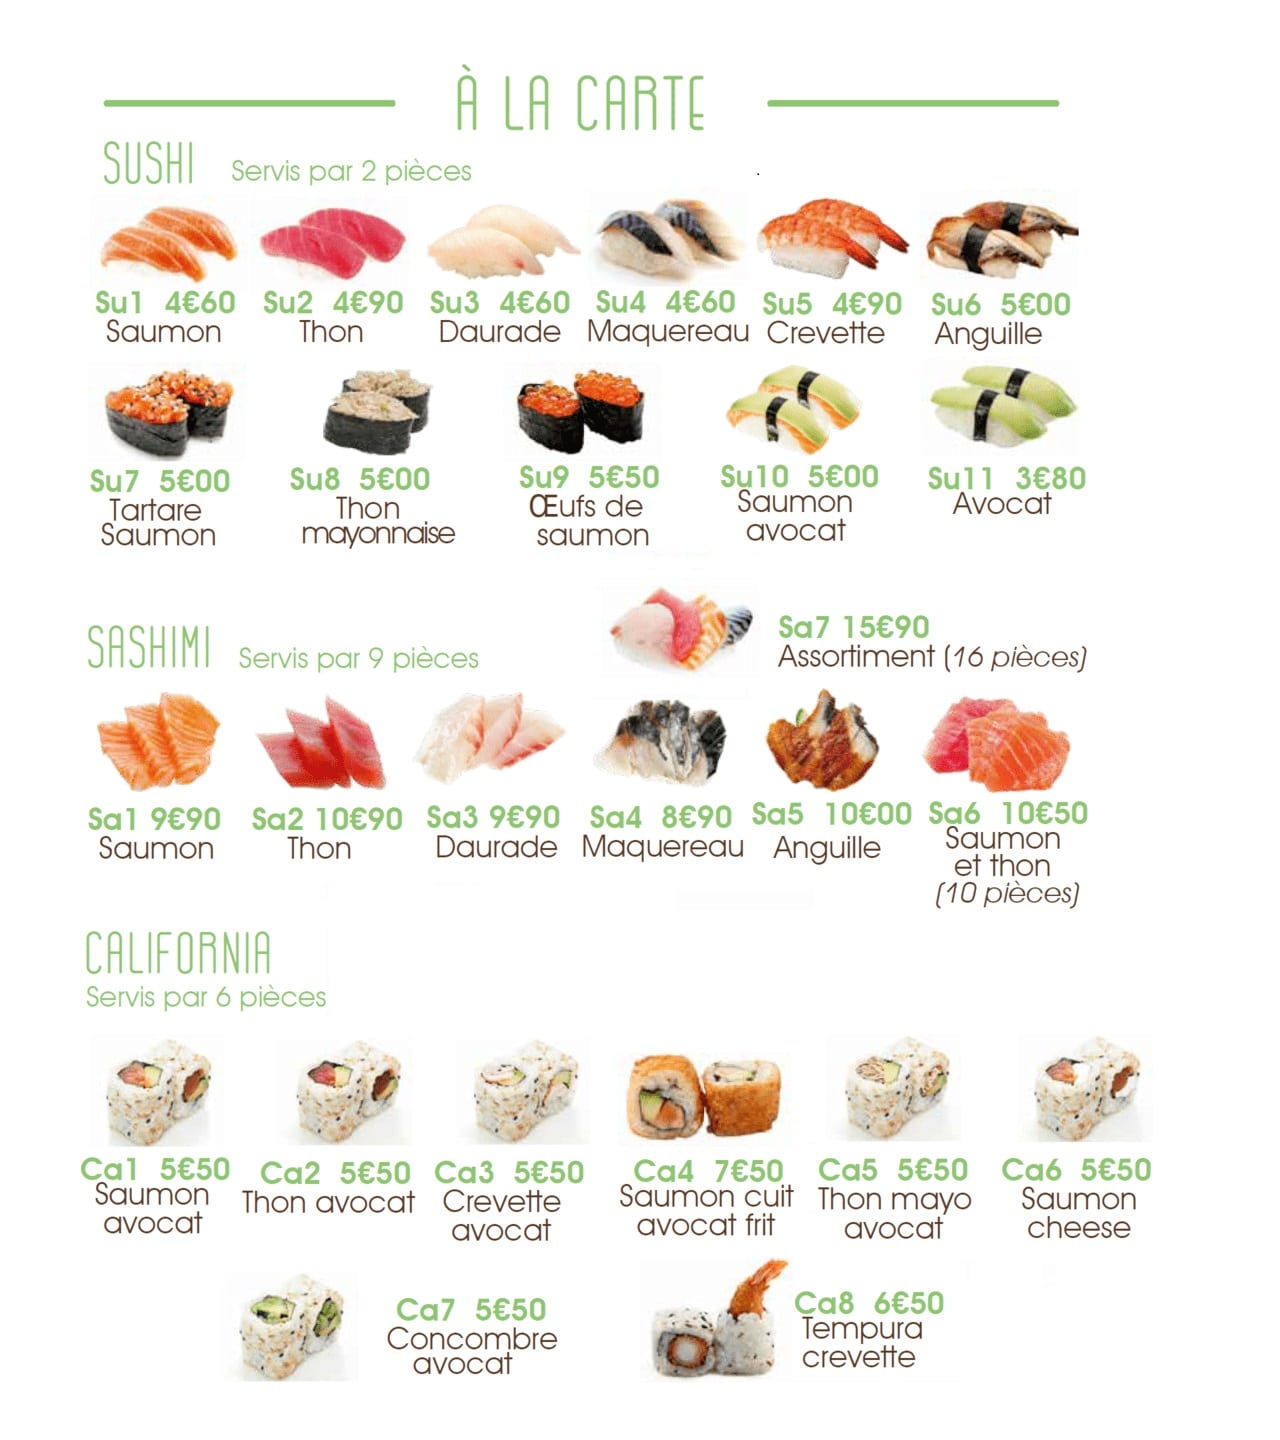 À LA CARTE
SUSHI Servis par 2 pièces
Su1 4€60 Su2 4€90 Su3 4€60 Su4 4€60 Su5 4€90 Su6 5€00
Saumon Thon Daurade Maquereau Crevette Anguille
Su7 5€00 Su8 5€00 Su9 5€50 Su10 5€00 Su11 3€80
Tartare Thon Œufs de Saumon Avocat
Saumon mayonnaise saumon avocat
Sa7 15€90
SASHIMI Servis par 9 pièces Assortiment (16 pièces)
Sa1 9€90 Sa2 10€90 Sa3 9€90 Sa4 8€90 Sa5 10€00 Sa6 10€50
Saumon Thon Daurade Maquereau Anguille Saumon
et thon
(10 pièces)
CALIFORNIA
Servis par 6 pièces
Ca1 5€50 Ca2 5€50 Ca3 5€50 Ca4 7€50 Ca5 5€50 Ca6 5€50
Saumon Thon avocat Crevette Saumon cuit Thon mayo Saumon
avocat avocat avocat frit avocat cheese
Ca7 5€50 Ca8 6€50
Concombre Tempura
avocat crevette